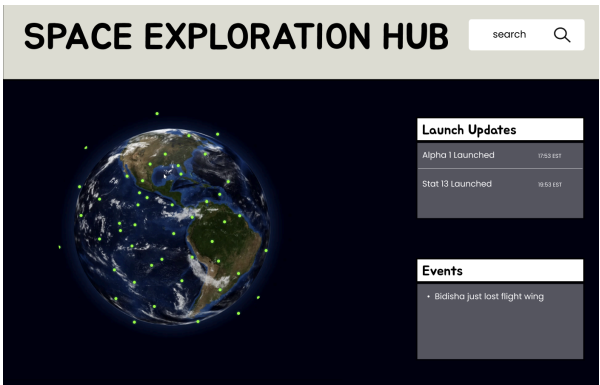 SPACE EXPLORATION HUB
search
Launch Updates
Alpha 1 Launched 17:53 EST
Stat 13 Launched 19:53 EST
Events
• Bidisha just lost flight wing